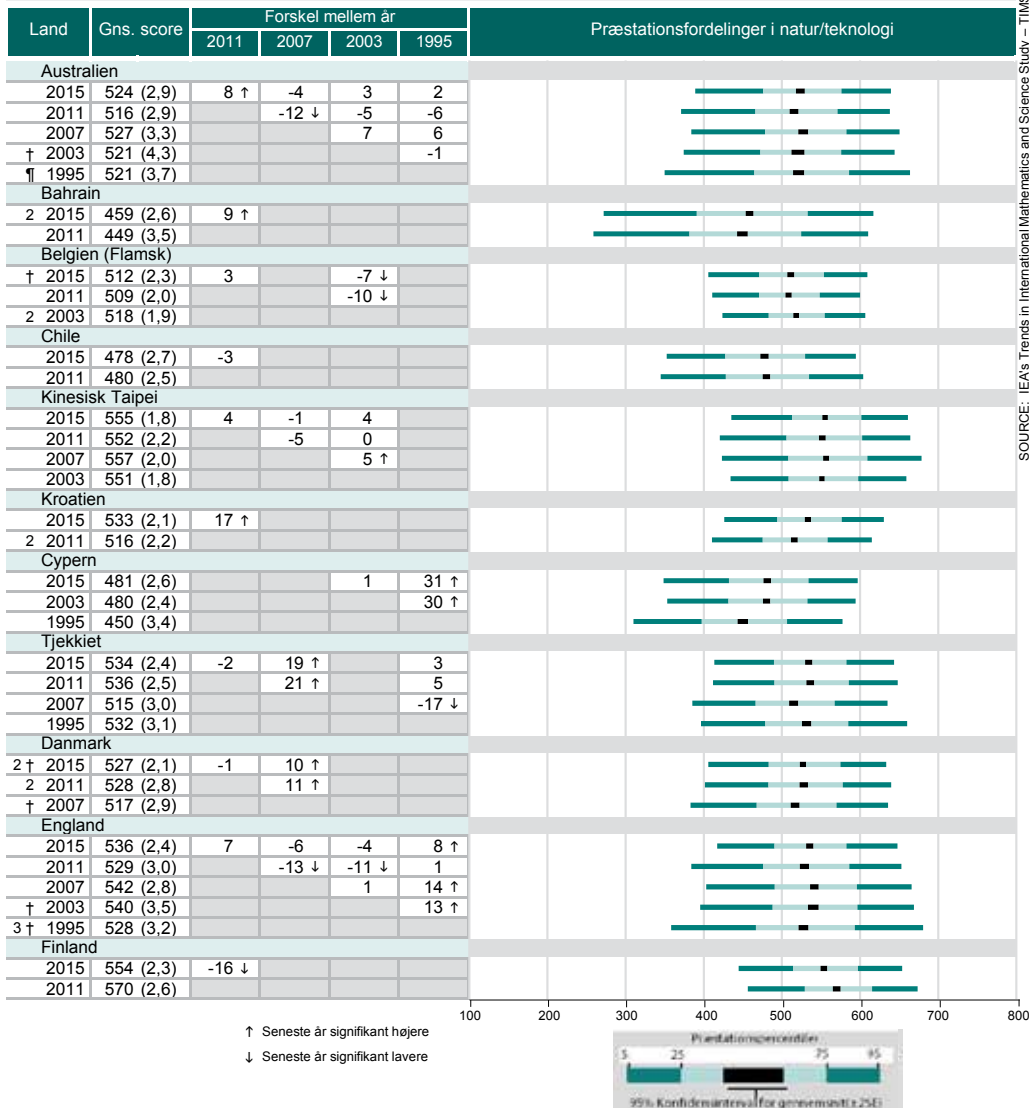 Land Gns. score Forskel mellem år Præstationsfordelinger i natur/teknologi
2011 2007 2003 1995
Australien
2015 524 (2,9) 8 ↑ -4 3 2
2011 516 (2,9) -12 ↓ -5 -6
2007 527 (3,3) 7 6
† 2003 521 (4,3) -1
¶ 1995 521 (3,7)
Bahrain
2 2015 459 (2,6) 9 ↑
2011 449 (3,5)
Belgien (Flamsk)
† 2015 512 (2,3) 3 -7 ↓
2011 509 (2,0) -10 ↓
2 2003 518 (1,9)
Chile
2015 478 (2,7) -3
2011 480 (2,5)
Kinesisk Taipei
2015 555 (1,8) 4 -1 4
2011 552 (2,2) -5 0
2007 557 (2,0) 5 ↑
2003 551 (1,8)
Kroatien
2015 533 (2,1) 17 ↑
2 2011 516 (2,2)
Cypern
2015 481 (2,6) 1 31 ↑
2003 480 (2,4) 30 ↑
1995 450 (3,4)
Tjekkiet
2015 534 (2,4) -2 19 ↑ 3
2011 536 (2,5) 21 ↑ 5
2007 515 (3,0) -17 ↓
1995 532 (3,1)
Danmark
2 † 2015 527 (2,1) -1 10 ↑
2 2011 528 (2,8) 11 ↑
† 2007 517 (2,9)
England
2015 536 (2,4) 7 -6 -4 8 ↑
2011 529 (3,0) -13 ↓ -11 ↓ 1
2007 542 (2,8) 1 14 ↑
† 2003 540 (3,5) 13 ↑
3 † 1995 528 (3,2)
Finland
2015 554 (2,3) -16 ↓
2011 570 (2,6)
100 200 300 400 500 600 700 800
↑ Seneste år signifikant højere
↓ Seneste år signifikant lavere
Præstationspercentiler
5 25 75 95
95% Konfidensinterval for gennemsnit (± 2SE)
SOURCE: IEA's Trends in International Mathematics and Science Study –